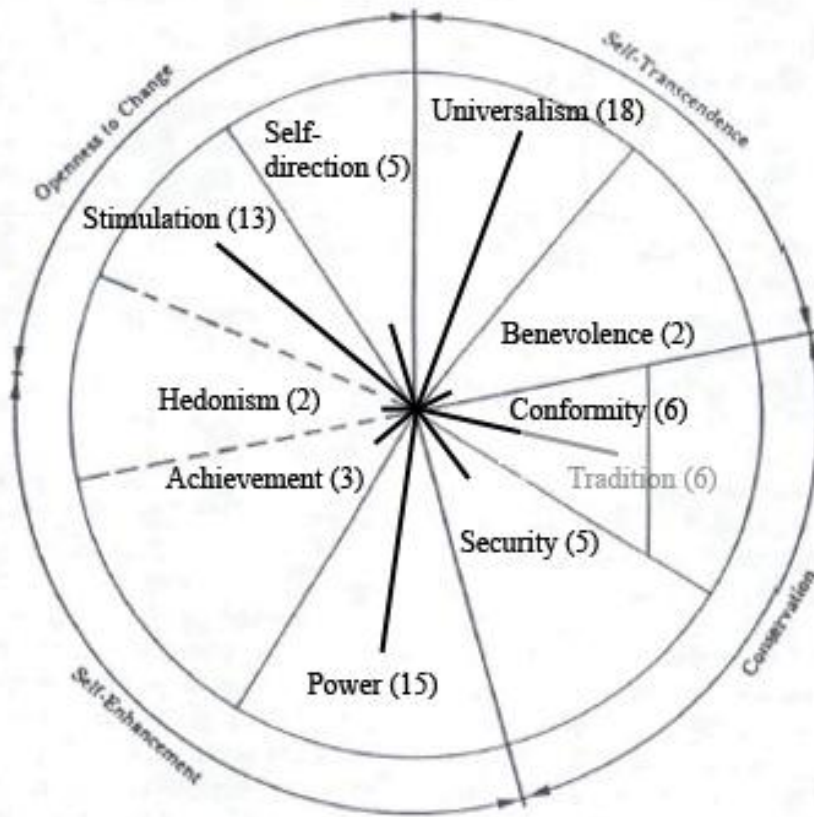 Openness to Change
Self-Transcendence
Universalism (18)
Self-
direction (5)
Stimulation (13)
Benevolence (2)
Hedonism (2)
Conformity (6)
Achievement (3)
Tradition (6)
Security (5)
Power (15)
Self-Enhancement
Conservation